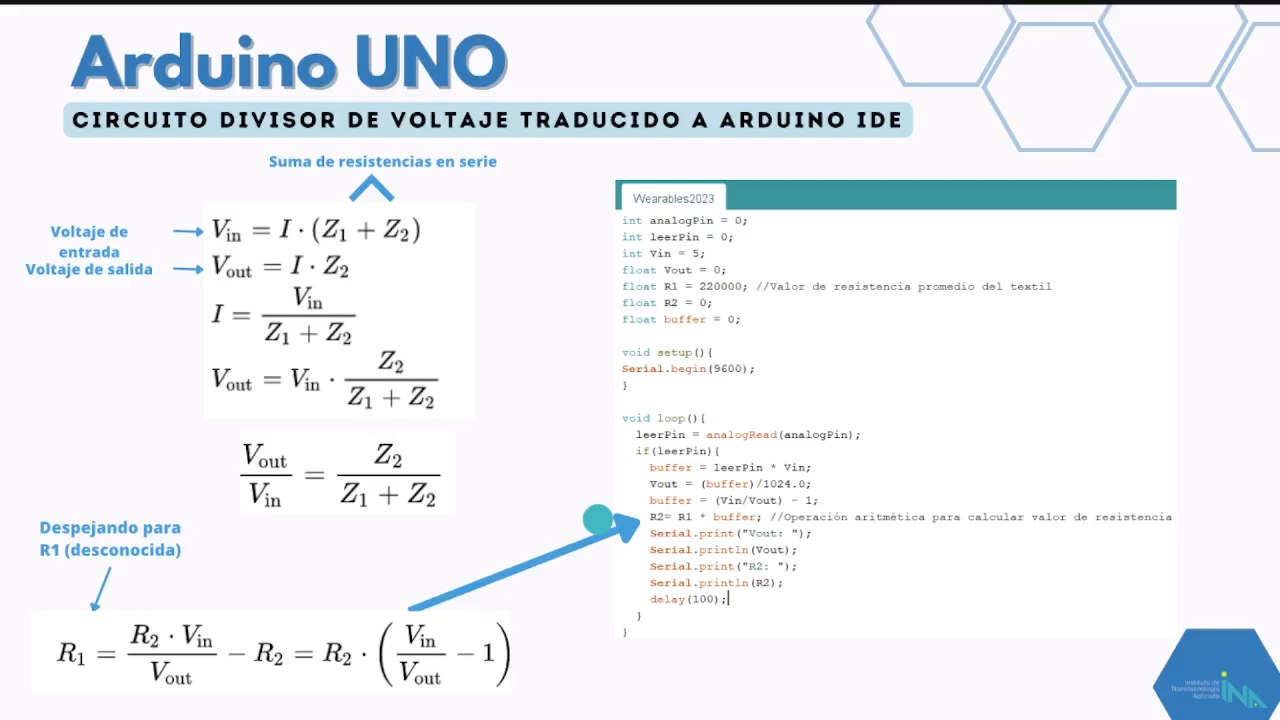 Arduino UNO
CIRCUITO DIVISOR DE VOLTAJE TRADUCIDO A ARDUINO IDE
Suma de resistencias en serie
Voltaje de
entrada
Voltaje de salida
V_in = I · (Z_1 + Z_2)
V_out = I · Z_2
I = V_in / (Z_1 + Z_2)
V_out = V_in · Z_2 / (Z_1 + Z_2)
V_out / V_in = Z_2 / (Z_1 + Z_2)
Despejando para
R1 (desconocida)
R_1 = R_2 · V_in / V_out − R_2 = R_2 · (V_in / V_out − 1)
Wearables2023
int analogPin = 0;
int leerPin = 0;
int Vin = 5;
float Vout = 0;
float R1 = 220000; //Valor de resistencia promedio del textil
float R2 = 0;
float buffer = 0;
void setup(){
Serial.begin(9600);
}
void loop(){
leerPin = analogRead(analogPin);
if(leerPin){
buffer = leerPin * Vin;
Vout = (buffer)/1024.0;
buffer = (Vin/Vout) - 1;
R2= R1 * buffer; //Operación aritmética para calcular valor de resistencia
Serial.print("Vout: ");
Serial.println(Vout);
Serial.print("R2: ");
Serial.println(R2);
delay(100);
}
}
Instituto de
Nanotecnología
Aplicada
iNA